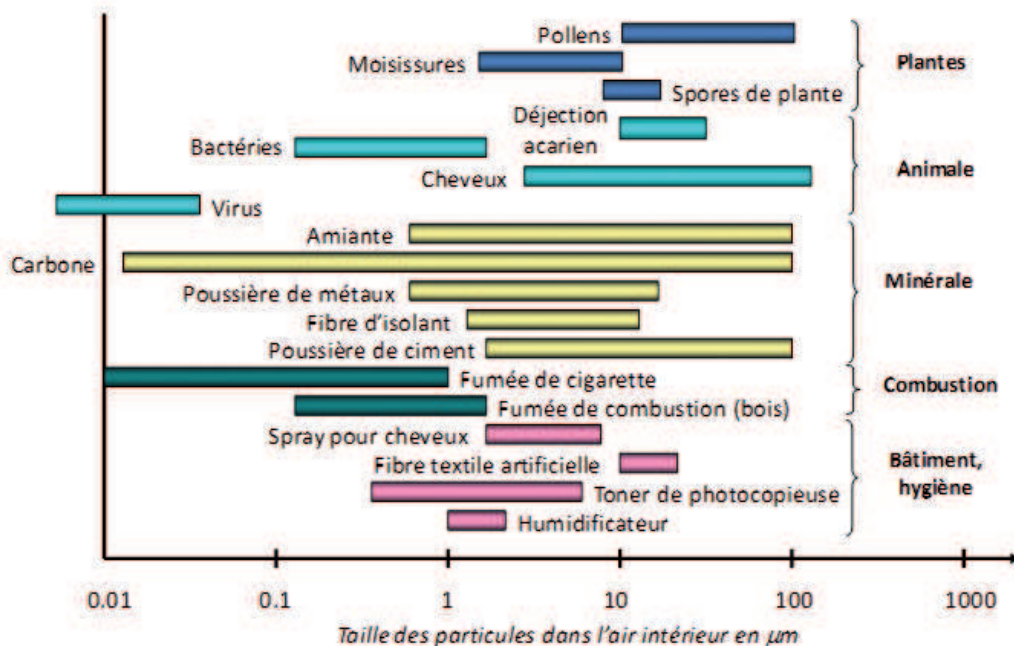 Pollens
Moisissures
Spores de plante
Plantes
Déjection
acarien
Bactéries
Cheveux
Virus
Animale
Amiante
Carbone
Poussière de métaux
Fibre d'isolant
Poussière de ciment
Minérale
Fumée de cigarette
Fumée de combustion (bois)
Combustion
Spray pour cheveux
Fibre textile artificielle
Toner de photocopieuse
Humidificateur
Bâtiment,
hygiène
0.01 0.1 1 10 100 1000
Taille des particules dans l'air intérieur en μm